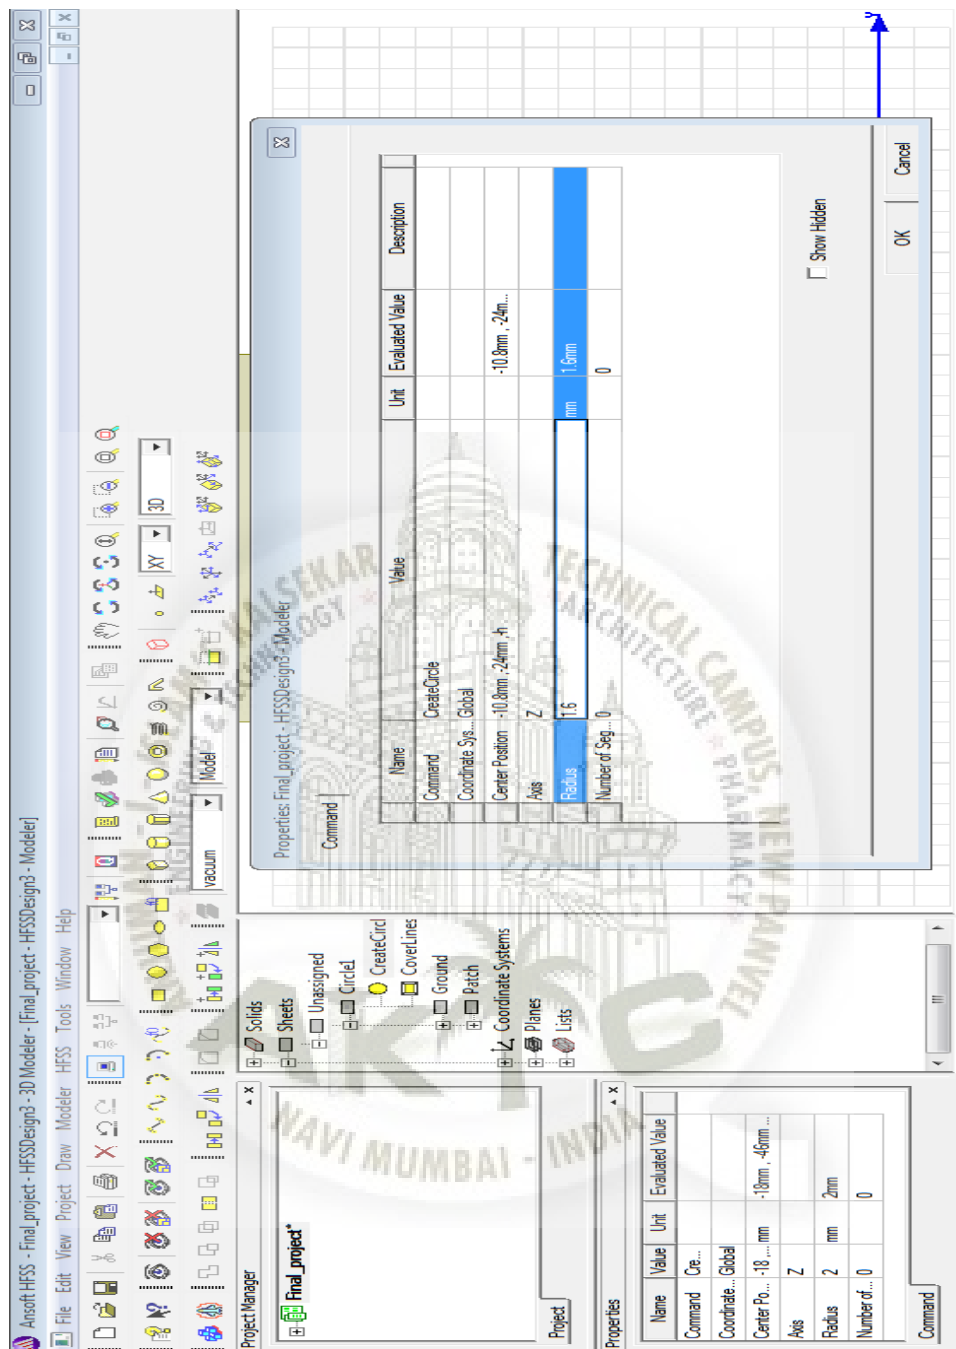 Ansoft HFSS - Final_project - HFSSDesign3 - 3D Modeler - [Final_project - HFSSDesign3 - Modeler]
File Edit View Project Draw Modeler HFSS Tools Window Help
vacuum
Model
XY
3D
Project Manager
Final_project*
Project
Properties
Name Value Unit Evaluated Value
Command Cre...
Coordinate... Global
Center Po... -18 ,... mm -18mm , -46mm ...
Axis Z
Radius 2 mm 2mm
Number of... 0 0
Command
Solids
Sheets
Unassigned
Circle1
CreateCircl
CoverLines
Ground
Patch
Coordinate Systems
Planes
Lists
Properties: Final_project - HFSSDesign3 - Modeler
Command
Name Value Unit Evaluated Value Description
Command CreateCircle
Coordinate Sys... Global
Center Position -10.8mm ,-24mm ,-h -10.8mm , -24m...
Axis Z
Radius 1.6 mm 1.6mm
Number of Seg... 0 0
Show Hidden
OK Cancel
Y
KALSEKAR TECHNICAL CAMPUS NEW PANVEL
ARCHITECTURE * PHARMACY
NAVI MUMBAI - INDIA